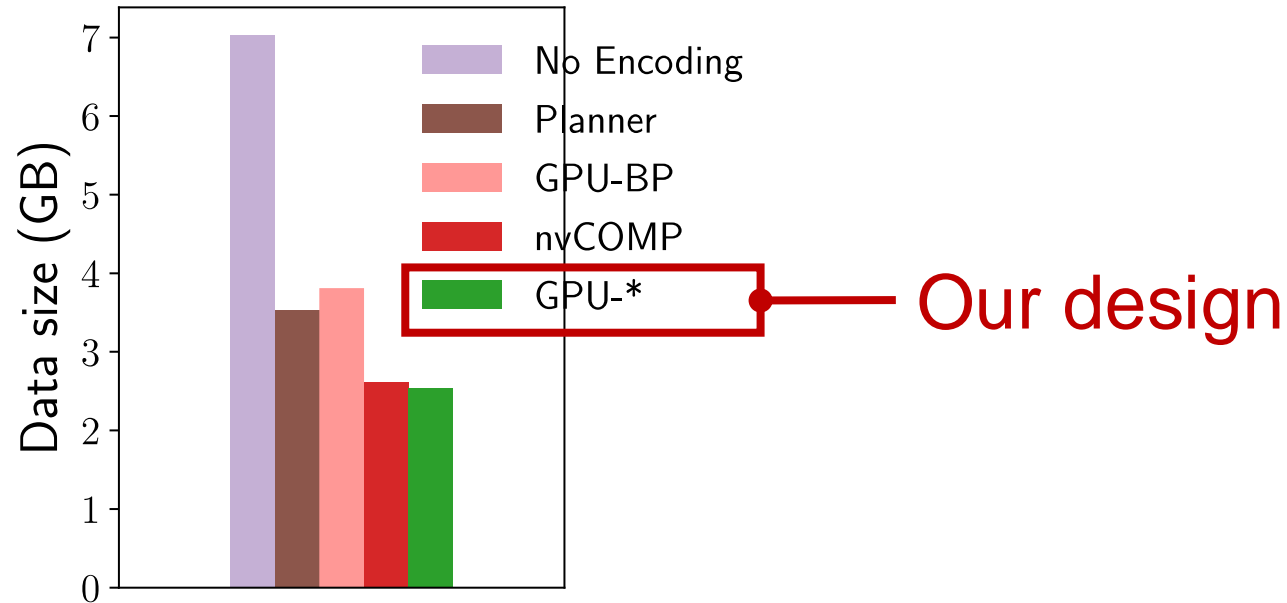 Data size (GB)
7
6
5
4
3
2
1
0
No Encoding
Planner
GPU-BP
nvCOMP
GPU-*
Our design